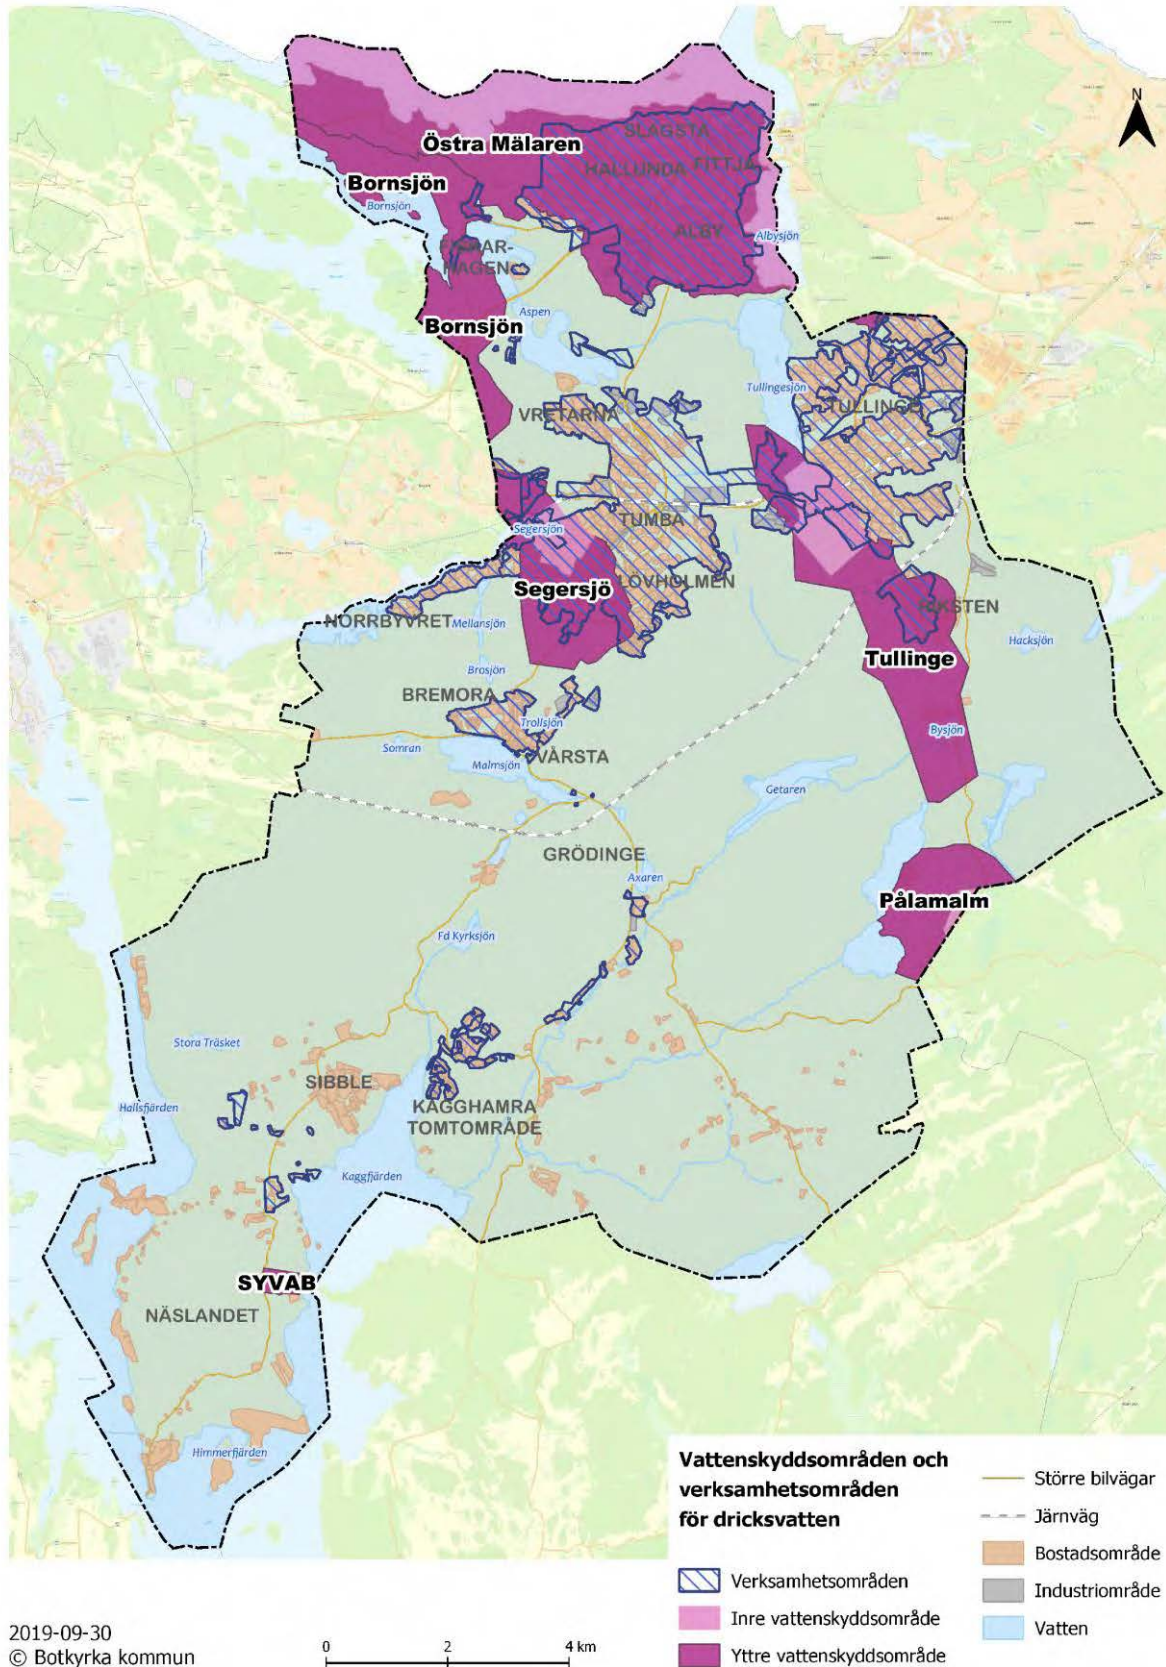 N
SLAGSTA
Östra Mälaren
HALLUNDA
FITTJA
Bornsjön
Bornsjön
ALBY
Albysjön
Aspen
Bornsjön
Tullingesjön
TULLINGE
VRETARNA
Segersjön
TUMBA
Segersjö
LÖVHOLMEN
RIKSTEN
NORRBYVRET
Mellansjön
Hacksjön
Tullinge
Brosjön
BREMORA
Trollsjön
Bysjön
Somran
Malmsjön
VÅRSTA
Getaren
GRÖDINGE
Axaren
Pålamalm
Fd Kyrksjön
Stora Träsket
SIBBLE
Hallsfjärden
KAGGHAMRA
TOMTOMRÅDE
Kaggfjärden
SYVAB
NÄSLANDET
Himmerfjärden
Vattenskyddsområden och
verksamhetsområden
för dricksvatten
Verksamhetsområden
Inre vattenskyddsområde
Yttre vattenskyddsområde
Större bilvägar
Järnväg
Bostadsområde
Industriområde
Vatten
2019-09-30
© Botkyrka kommun
0 2 4 km